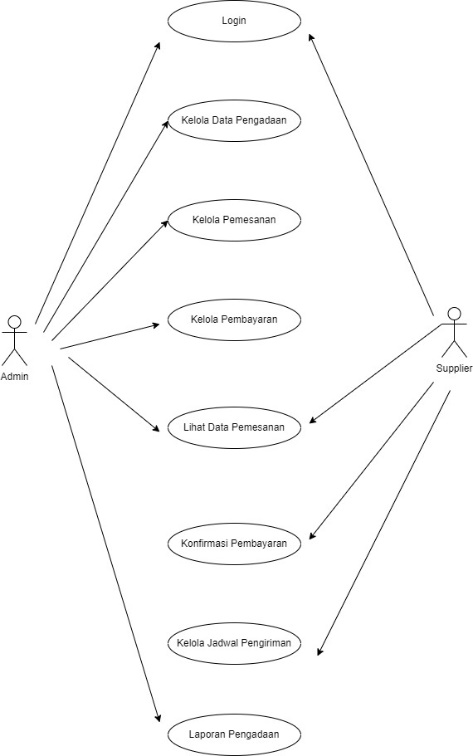 Login
Kelola Data Pengadaan
Kelola Pemesanan
Kelola Pembayaran
Admin
Supplier
Lihat Data Pemesanan
Konfirmasi Pembayaran
Kelola Jadwal Pengiriman
Laporan Pengadaan